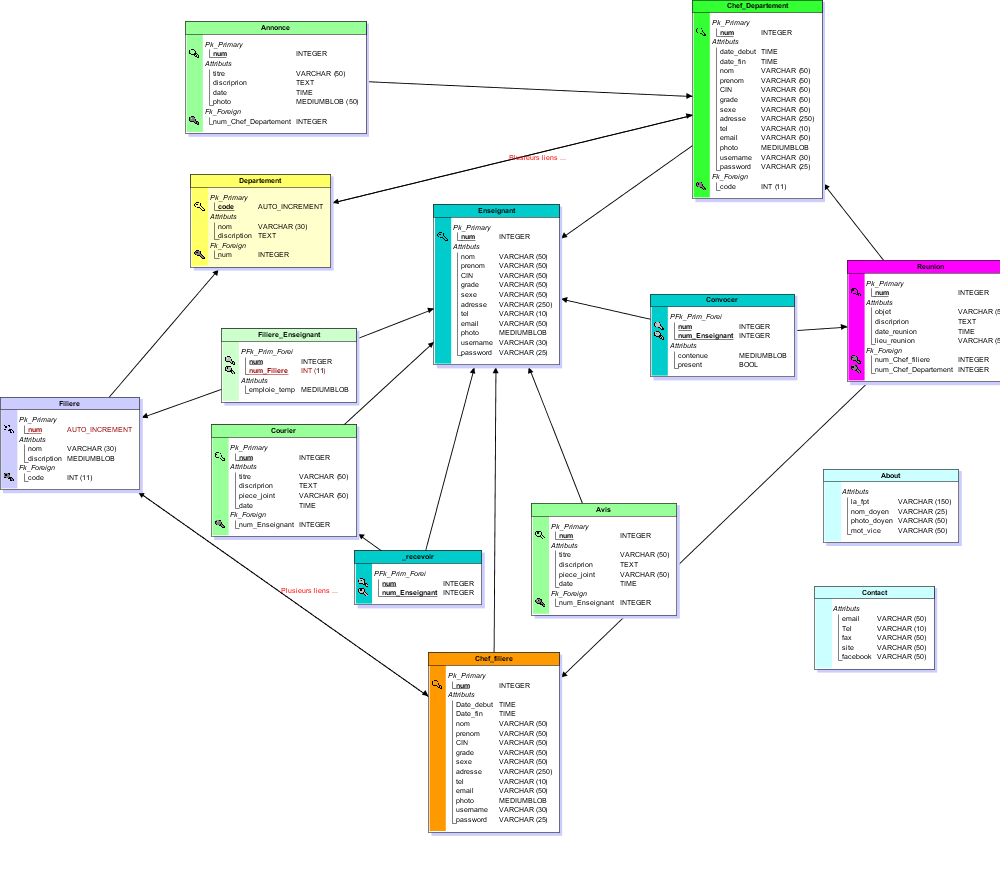 Annonce
Pk_Primary
num INTEGER
Attributs
titre VARCHAR (50)
discriprion TEXT
date TIME
photo MEDIUMBLOB (50)
Fk_Foreign
num_Chef_Departement INTEGER
Chef_Departement
Pk_Primary
num INTEGER
Attributs
date_debut TIME
date_fin TIME
nom VARCHAR (50)
prenom VARCHAR (50)
CIN VARCHAR (50)
grade VARCHAR (50)
sexe VARCHAR (50)
adresse VARCHAR (250)
tel VARCHAR (10)
email VARCHAR (50)
photo MEDIUMBLOB
username VARCHAR (30)
password VARCHAR (25)
Fk_Foreign
code INT (11)
Plusieurs liens ...
Departement
Pk_Primary
code AUTO_INCREMENT
Attributs
nom VARCHAR (30)
discription TEXT
Fk_Foreign
num INTEGER
Enseignant
Pk_Primary
num INTEGER
Attributs
nom VARCHAR (50)
prenom VARCHAR (50)
CIN VARCHAR (50)
grade VARCHAR (50)
sexe VARCHAR (50)
adresse VARCHAR (250)
tel VARCHAR (10)
email VARCHAR (50)
photo MEDIUMBLOB
username VARCHAR (30)
password VARCHAR (25)
Reunion
Pk_Primary
num INTEGER
Attributs
objet VARCHAR (5
discriprion TEXT
date_reunion TIME
lieu_reunion VARCHAR (5
Fk_Foreign
num_Chef_filiere INTEGER
num_Chef_Departement INTEGER
Convocer
PFk_Prim_Forei
num INTEGER
num_Enseignant INTEGER
Attributs
contenue MEDIUMBLOB
present BOOL
Filiere_Enseignant
PFk_Prim_Forei
num INTEGER
num_Filiere INT (11)
Attributs
emploie_temp MEDIUMBLOB
Filiere
Pk_Primary
num AUTO_INCREMENT
Attributs
nom VARCHAR (30)
discription MEDIUMBLOB
Fk_Foreign
code INT (11)
Courier
Pk_Primary
num INTEGER
Attributs
titre VARCHAR (50)
discriprion TEXT
piece_joint VARCHAR (50)
date TIME
Fk_Foreign
num_Enseignant INTEGER
About
Attributs
la_fpt VARCHAR (150)
nom_doyen VARCHAR (25)
photo_doyen VARCHAR (50)
mot_vice VARCHAR (50)
Avis
Pk_Primary
num INTEGER
Attributs
titre VARCHAR (50)
discriprion TEXT
piece_joint VARCHAR (50)
date TIME
Fk_Foreign
num_Enseignant INTEGER
_recevoir
PFk_Prim_Forei
num INTEGER
num_Enseignant INTEGER
Plusieurs liens ...
Contact
Attributs
email VARCHAR (50)
Tel VARCHAR (10)
fax VARCHAR (50)
site VARCHAR (50)
facebook VARCHAR (50)
Chef_filiere
Pk_Primary
num INTEGER
Attributs
Date_debut TIME
Date_fin TIME
nom VARCHAR (50)
prenom VARCHAR (50)
CIN VARCHAR (50)
grade VARCHAR (50)
sexe VARCHAR (50)
adresse VARCHAR (250)
tel VARCHAR (10)
email VARCHAR (50)
photo MEDIUMBLOB
username VARCHAR (30)
password VARCHAR (25)